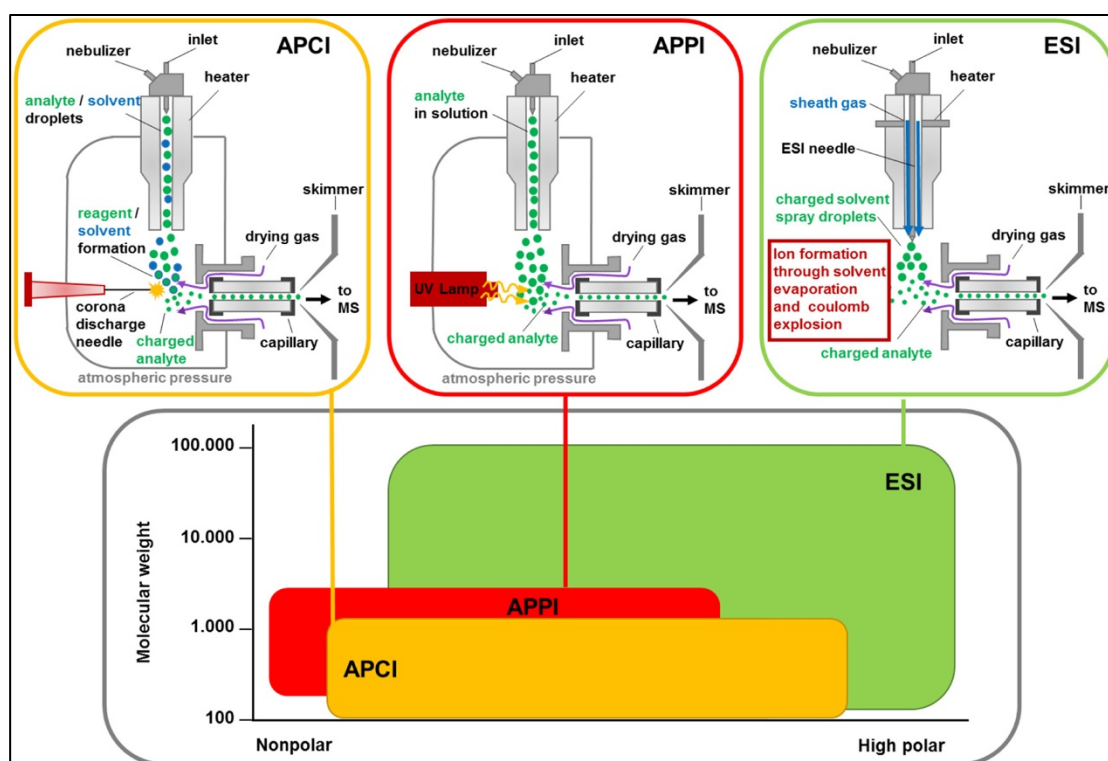 APCI
inlet
nebulizer
heater
analyte / solvent
droplets
skimmer
reagent /
solvent
formation
drying gas
to
MS
corona
discharge
needle
charged
analyte
capillary
atmospheric pressure
APPI
inlet
nebulizer
heater
analyte
in solution
skimmer
drying gas
UV Lamp
to
MS
charged analyte
capillary
atmospheric pressure
ESI
inlet
nebulizer
heater
sheath gas
ESI needle
skimmer
charged solvent
spray droplets
drying gas
Ion formation
through solvent
evaporation
and coulomb
explosion
to
MS
charged analyte
capillary
Molecular weight
100.000
10.000
1.000
100
ESI
APPI
APCI
Nonpolar
High polar